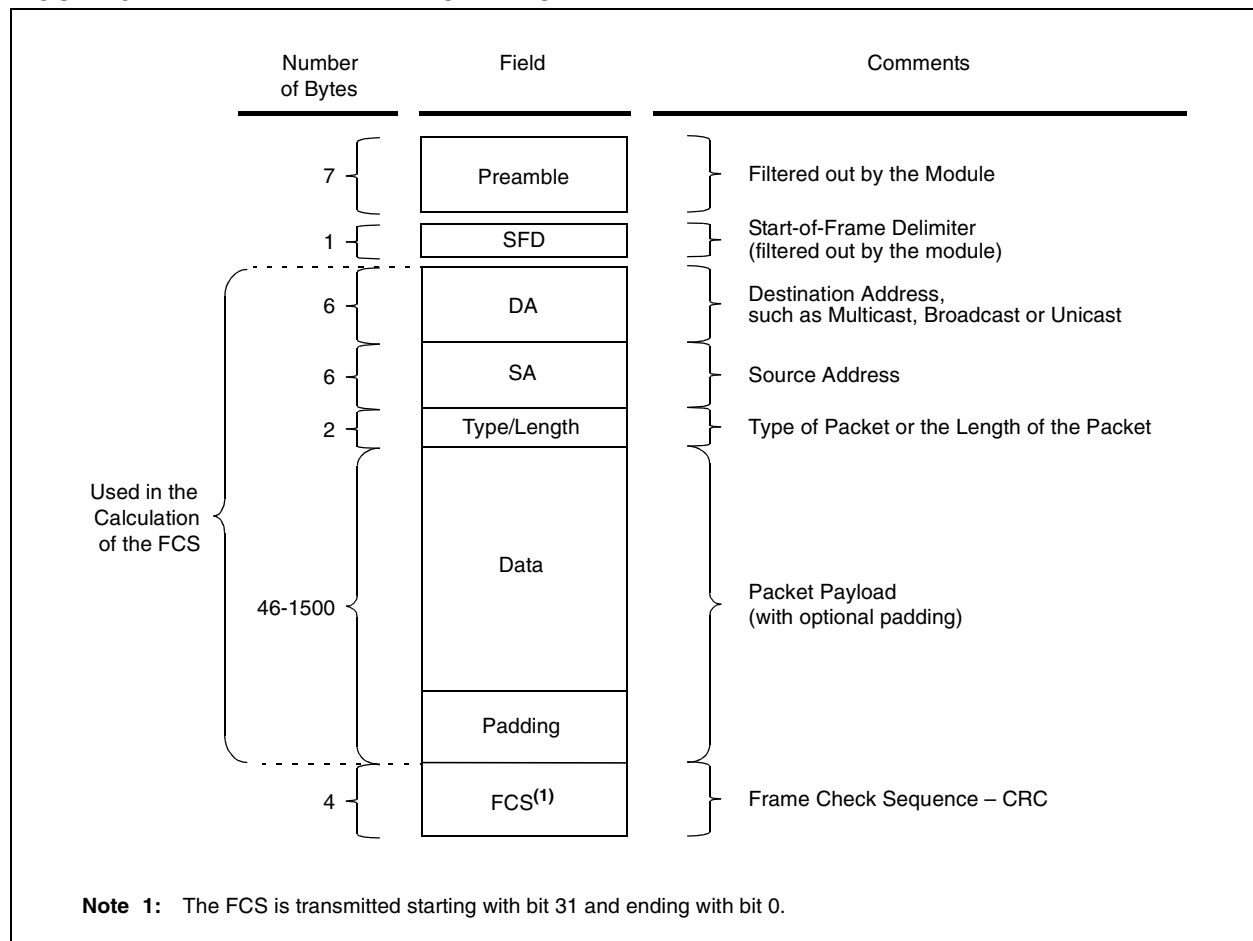 Number
of Bytes
Field
Comments
7
Preamble
Filtered out by the Module
1
SFD
Start-of-Frame Delimiter
(filtered out by the module)
6
DA
Destination Address,
such as Multicast, Broadcast or Unicast
6
SA
Source Address
2
Type/Length
Type of Packet or the Length of the Packet
Used in the
Calculation
of the FCS
46-1500
Data
Padding
Packet Payload
(with optional padding)
4
FCS(1)
Frame Check Sequence – CRC
Note 1: The FCS is transmitted starting with bit 31 and ending with bit 0.